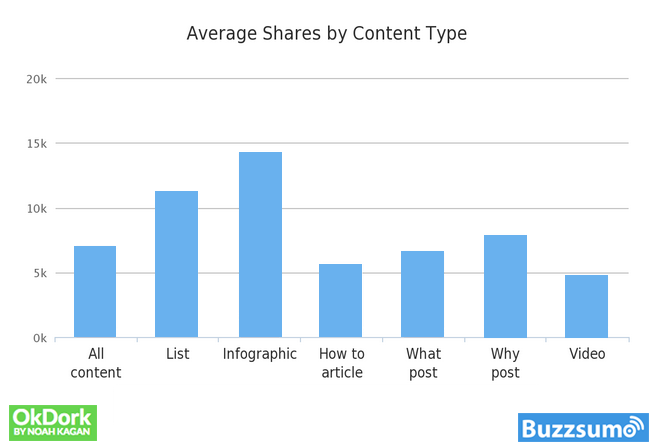 Average Shares by Content Type
20k
15k
10k
5k
0k
All content
List
Infographic
How to article
What post
Why post
Video
OkDork
BY NOAH KAGAN
Buzzsumo